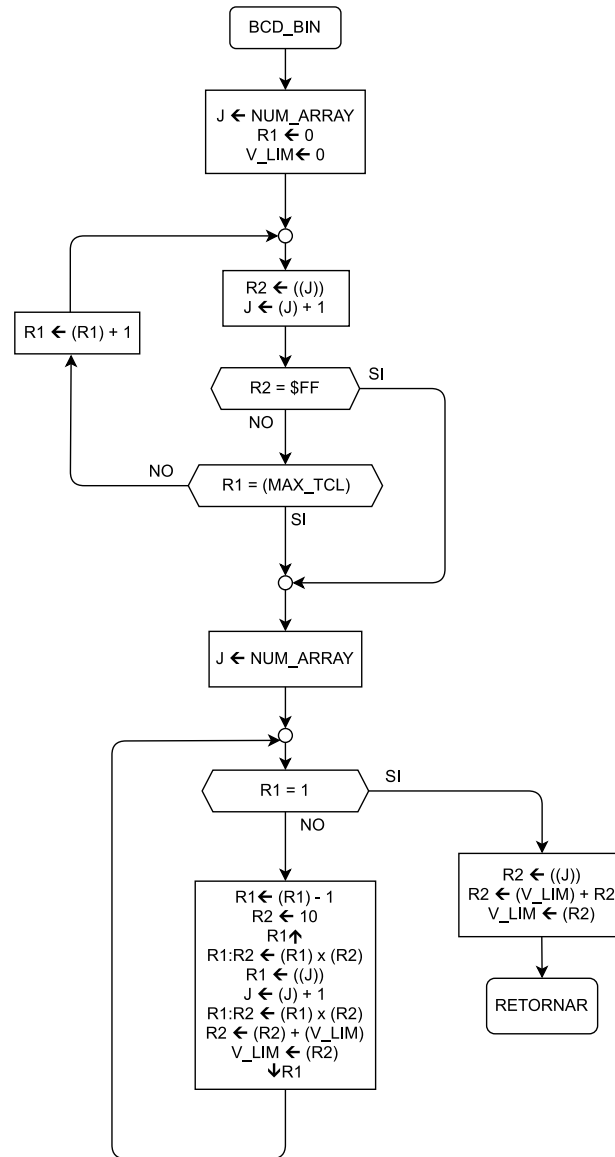 BCD_BIN
J 🡰 NUM_ARRAY
R1 🡰 0
V_LIM🡰 0
R2 🡰 ((J))
J 🡰 (J) + 1
R1 🡰 (R1) + 1
R2 = $FF
SI
NO
R1 = (MAX_TCL)
NO
SI
J 🡰 NUM_ARRAY
R1 = 1
SI
NO
R1🡰 (R1) - 1
R2 🡰 10
R1🡱
R1:R2 🡰 (R1) x (R2)
R1 🡰 ((J))
J 🡰 (J) + 1
R1:R2 🡰 (R1) x (R2)
R2 🡰 (R2) + (V_LIM)
V_LIM 🡰 (R2)
🡳R1
R2 🡰 ((J))
R2 🡰 (V_LIM) + R2
V_LIM 🡰 (R2)
RETORNAR